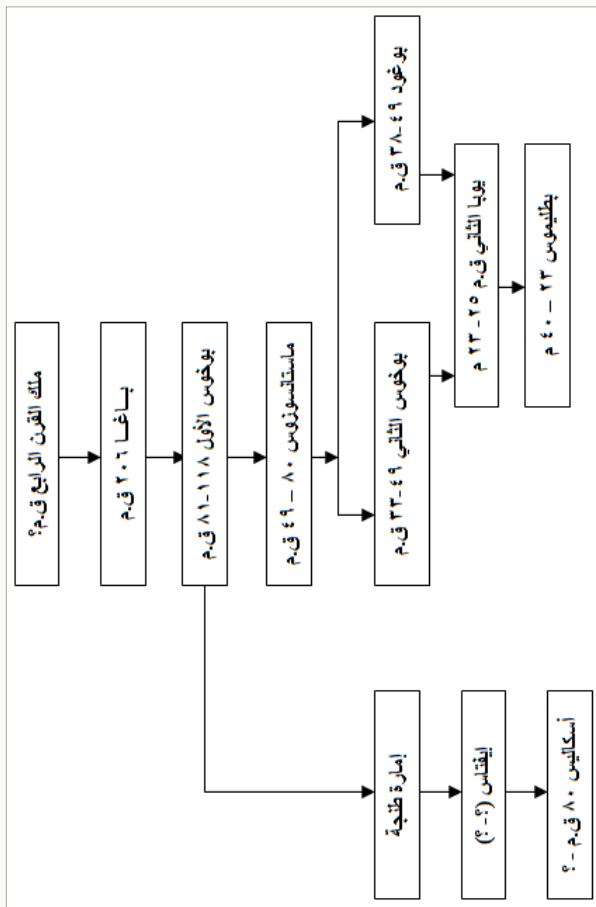 ملك القرن الرابع ق.م؟
باغا ٢٠٦ ق.م
بوخوس الأول ١١٨-٨١ ق.م
ماستانسوزوس ٨٠ – ٤٩ ق.م
بوغود ٤٩-٣٨ ق.م
بوخوس الثاني ٤٩-٣٣ ق.م
يوبا الثاني ق.م ٢٥-٢٣ م
بطليموس ٢٣ – ٤٠ م
إمارة طنجة
إيفتاس (؟-؟)
أسكاليس ٨٠ ق.م - ؟